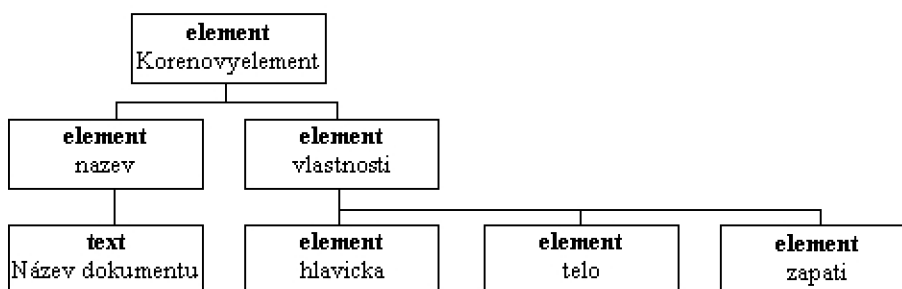 element
Korenovyelement
element
nazev
element
vlastnosti
text
Název dokumentu
element
hlavicka
element
telo
element
zapati